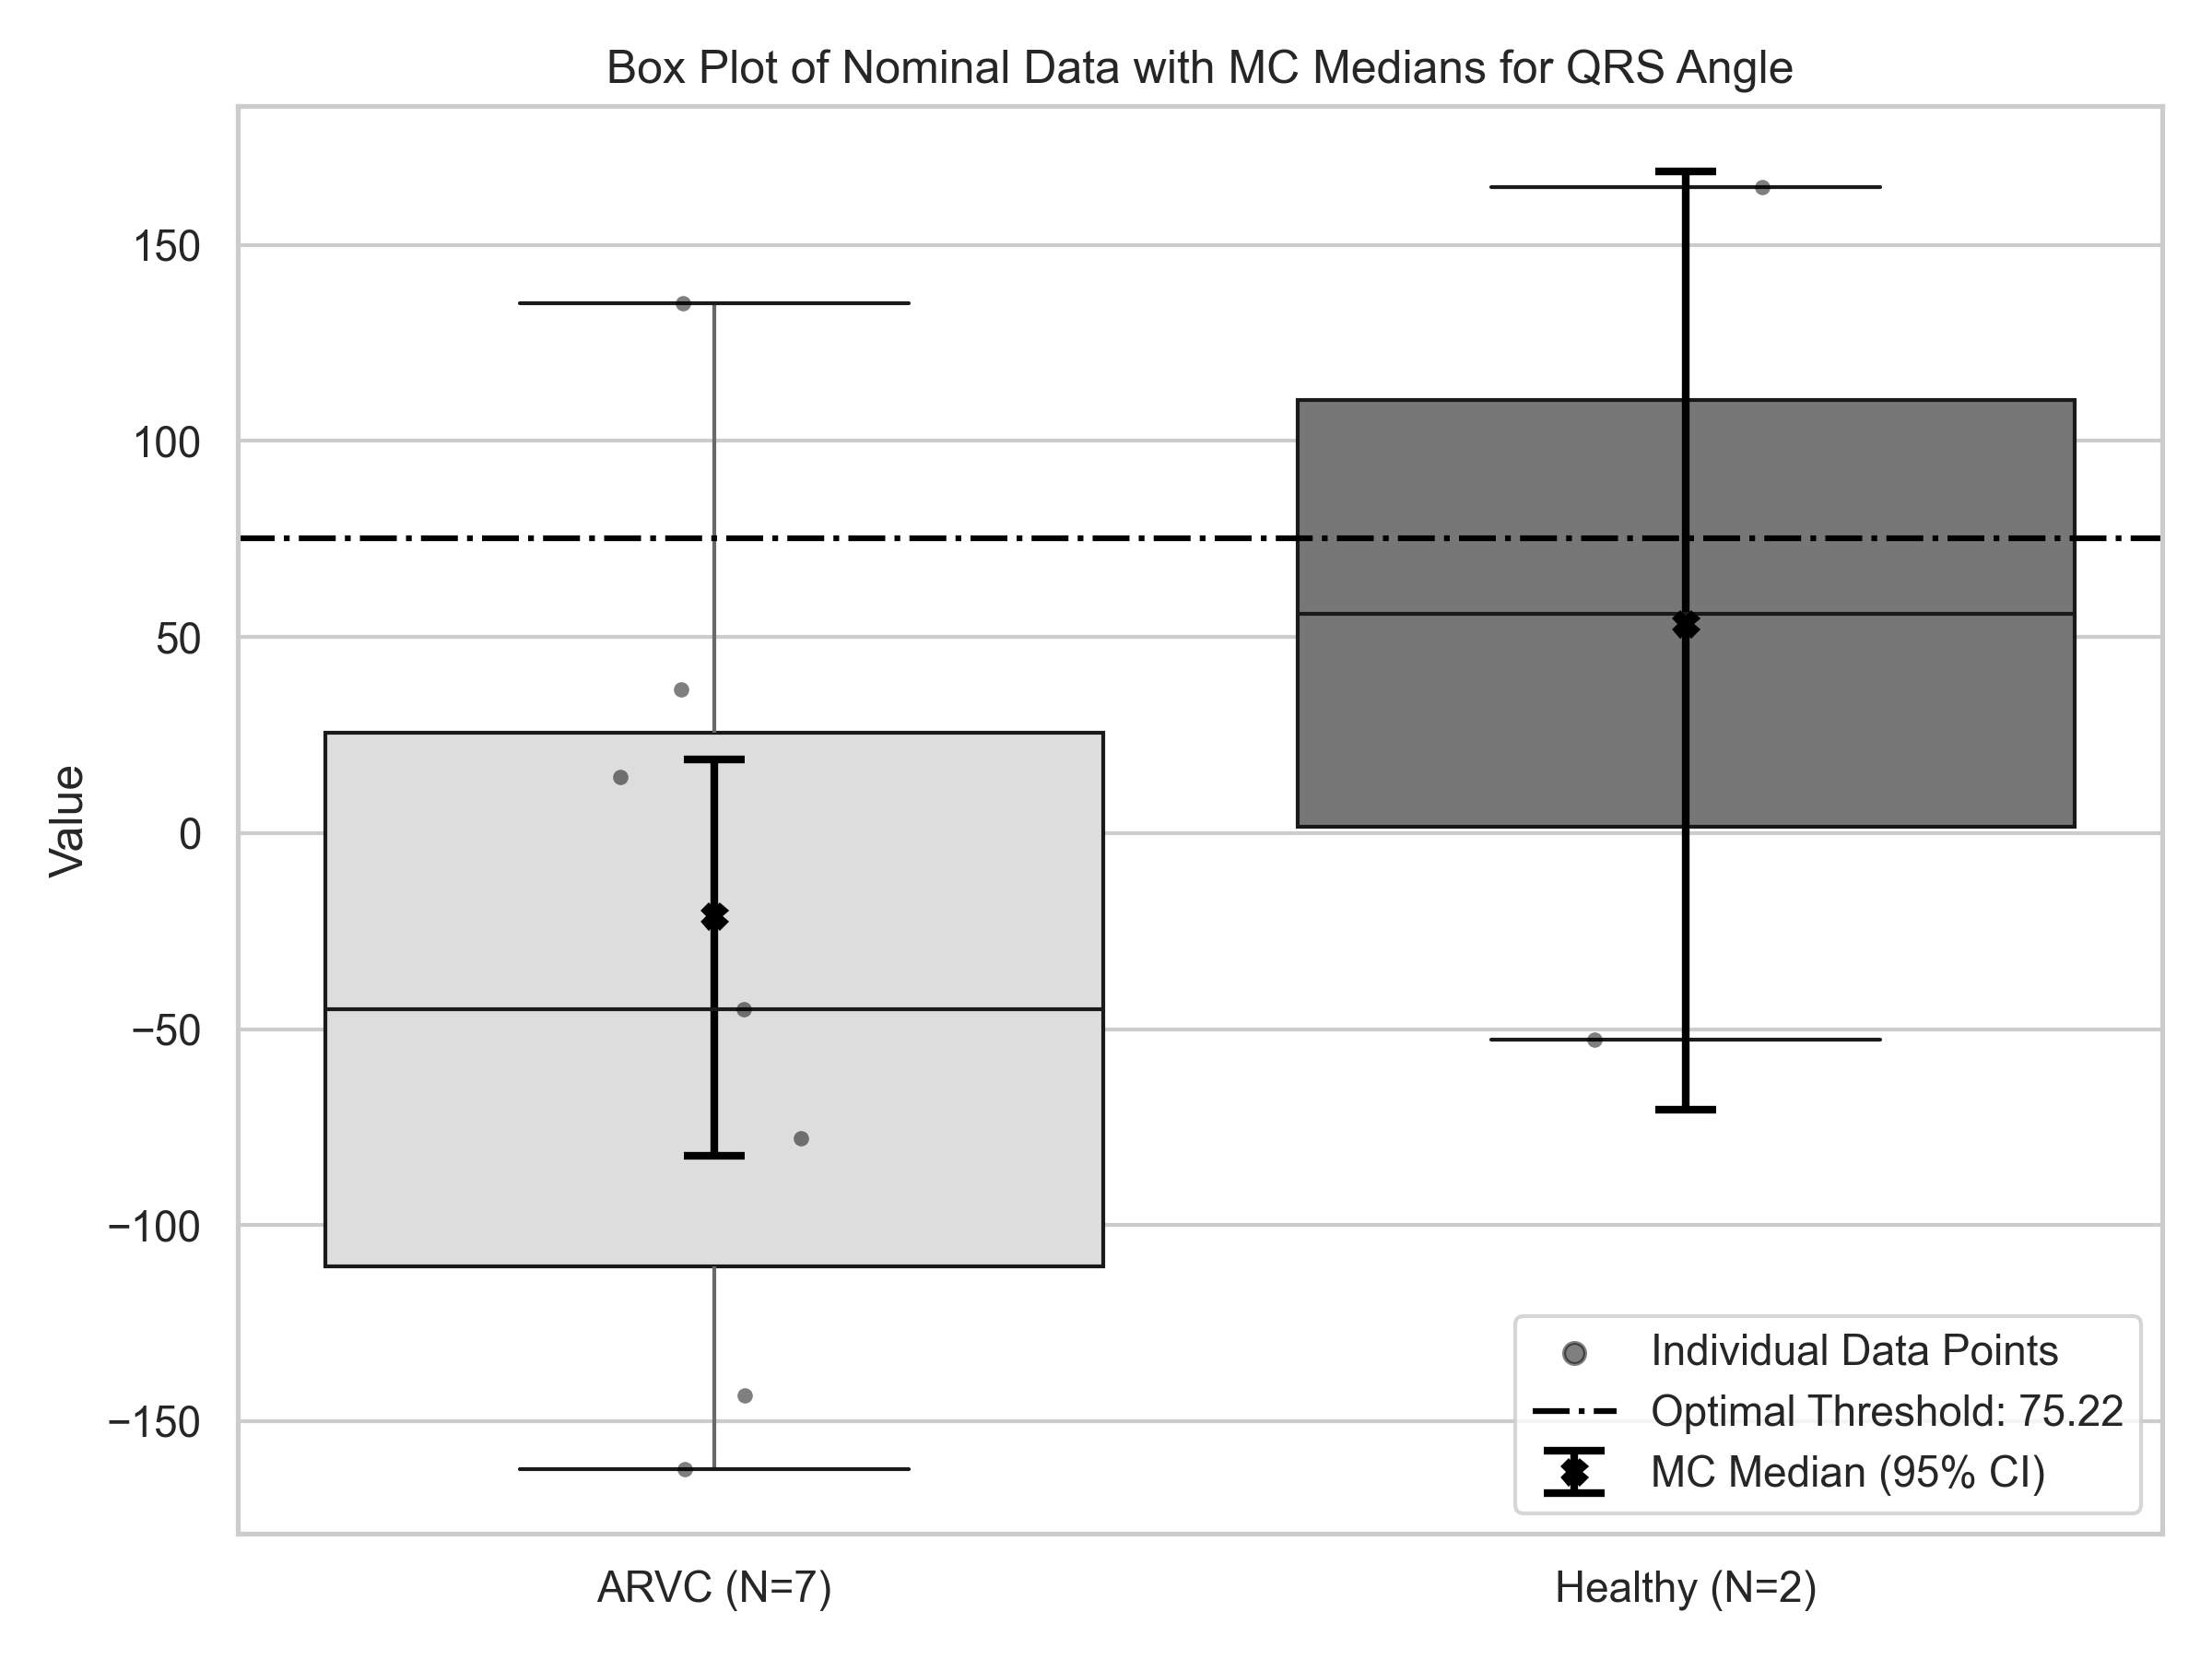 Box Plot of Nominal Data with MC Medians for QRS Angle
Value
150
100
50
0
−50
−100
−150
ARVC (N=7)
Healthy (N=2)
Individual Data Points
Optimal Threshold: 75.22
MC Median (95% CI)